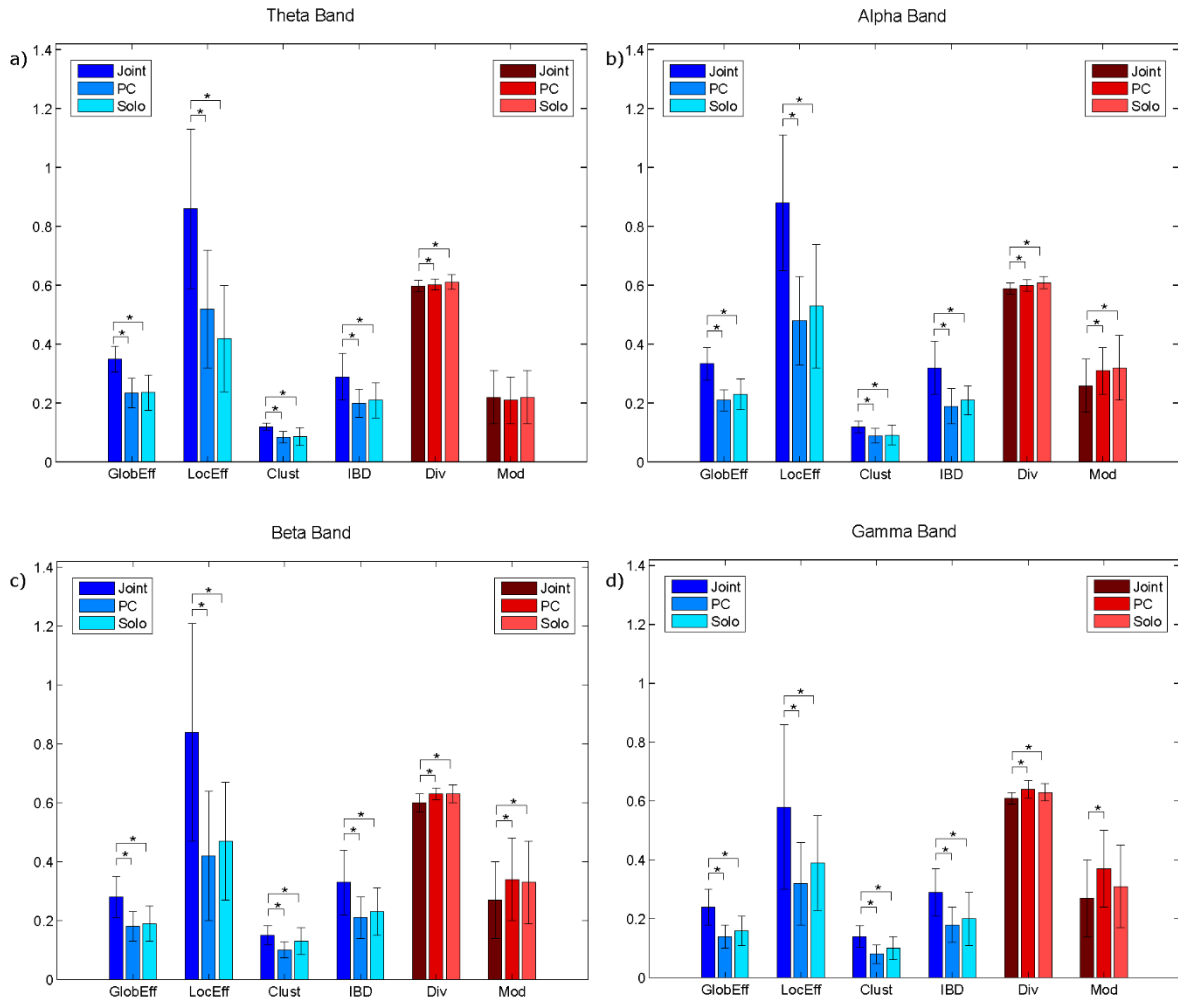 Theta Band
a)
1.4
1.2
1
0.8
0.6
0.4
0.2
0
Joint
PC
Solo
Joint
PC
Solo
* *
* *
* *
* *
* *
GlobEff LocEff Clust IBD Div Mod
Alpha Band
b)
1.4
1.2
1
0.8
0.6
0.4
0.2
0
Joint
PC
Solo
Joint
PC
Solo
* *
* *
* *
* *
* *
* *
GlobEff LocEff Clust IBD Div Mod
Beta Band
c)
1.4
1.2
1
0.8
0.6
0.4
0.2
0
Joint
PC
Solo
Joint
PC
Solo
* *
* *
* *
* *
* *
* *
GlobEff LocEff Clust IBD Div Mod
Gamma Band
d)
1.4
1.2
1
0.8
0.6
0.4
0.2
0
Joint
PC
Solo
Joint
PC
Solo
* *
* *
* *
* *
* *
*
GlobEff LocEff Clust IBD Div Mod